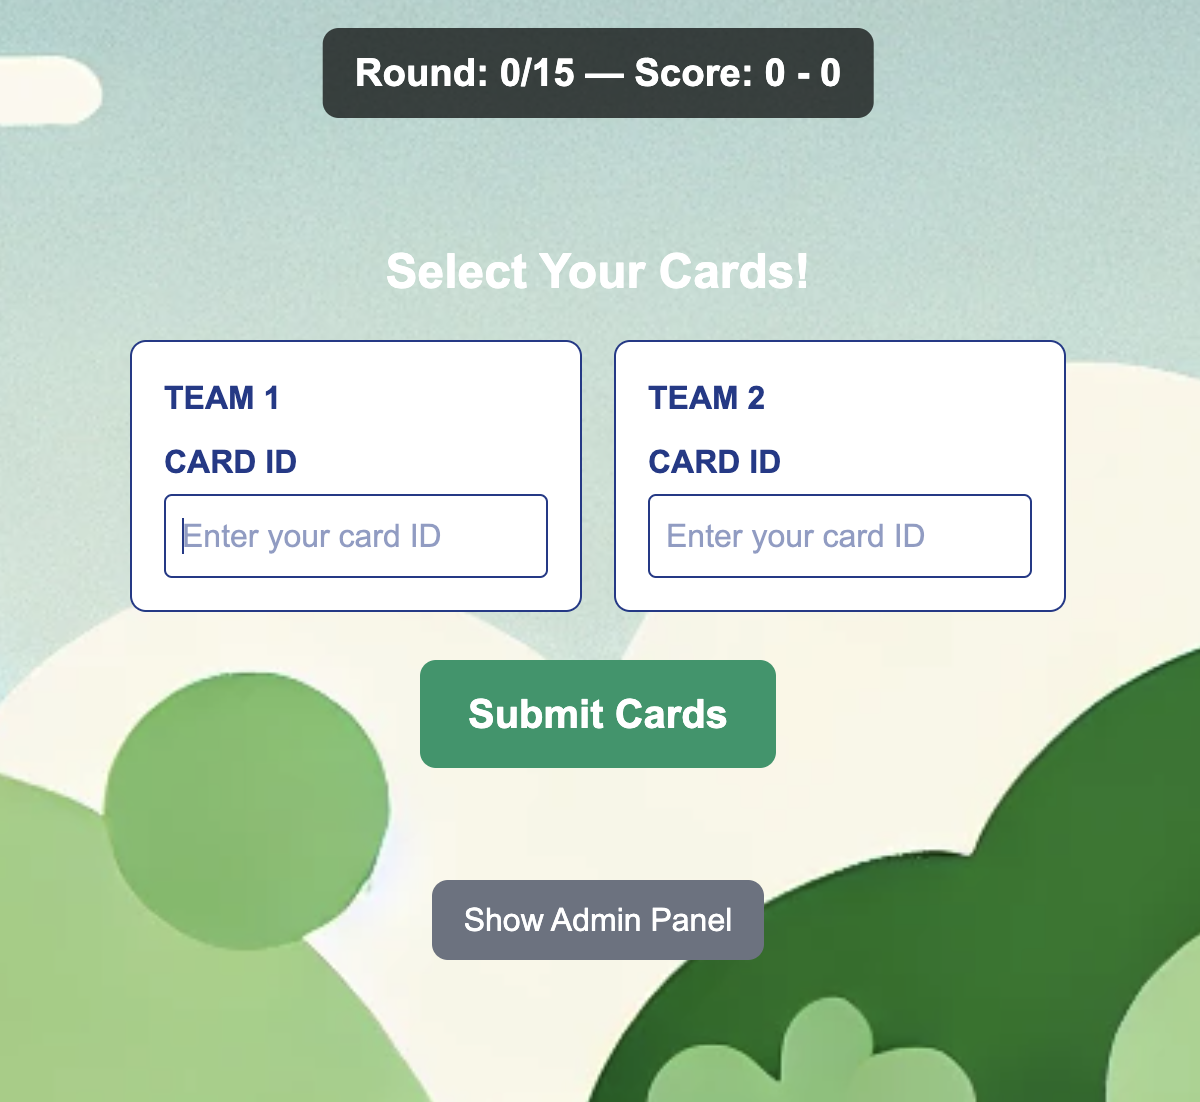 Round: 0/15 — Score: 0 - 0
Select Your Cards!
TEAM 1
CARD ID
Enter your card ID
TEAM 2
CARD ID
Enter your card ID
Submit Cards
Show Admin Panel